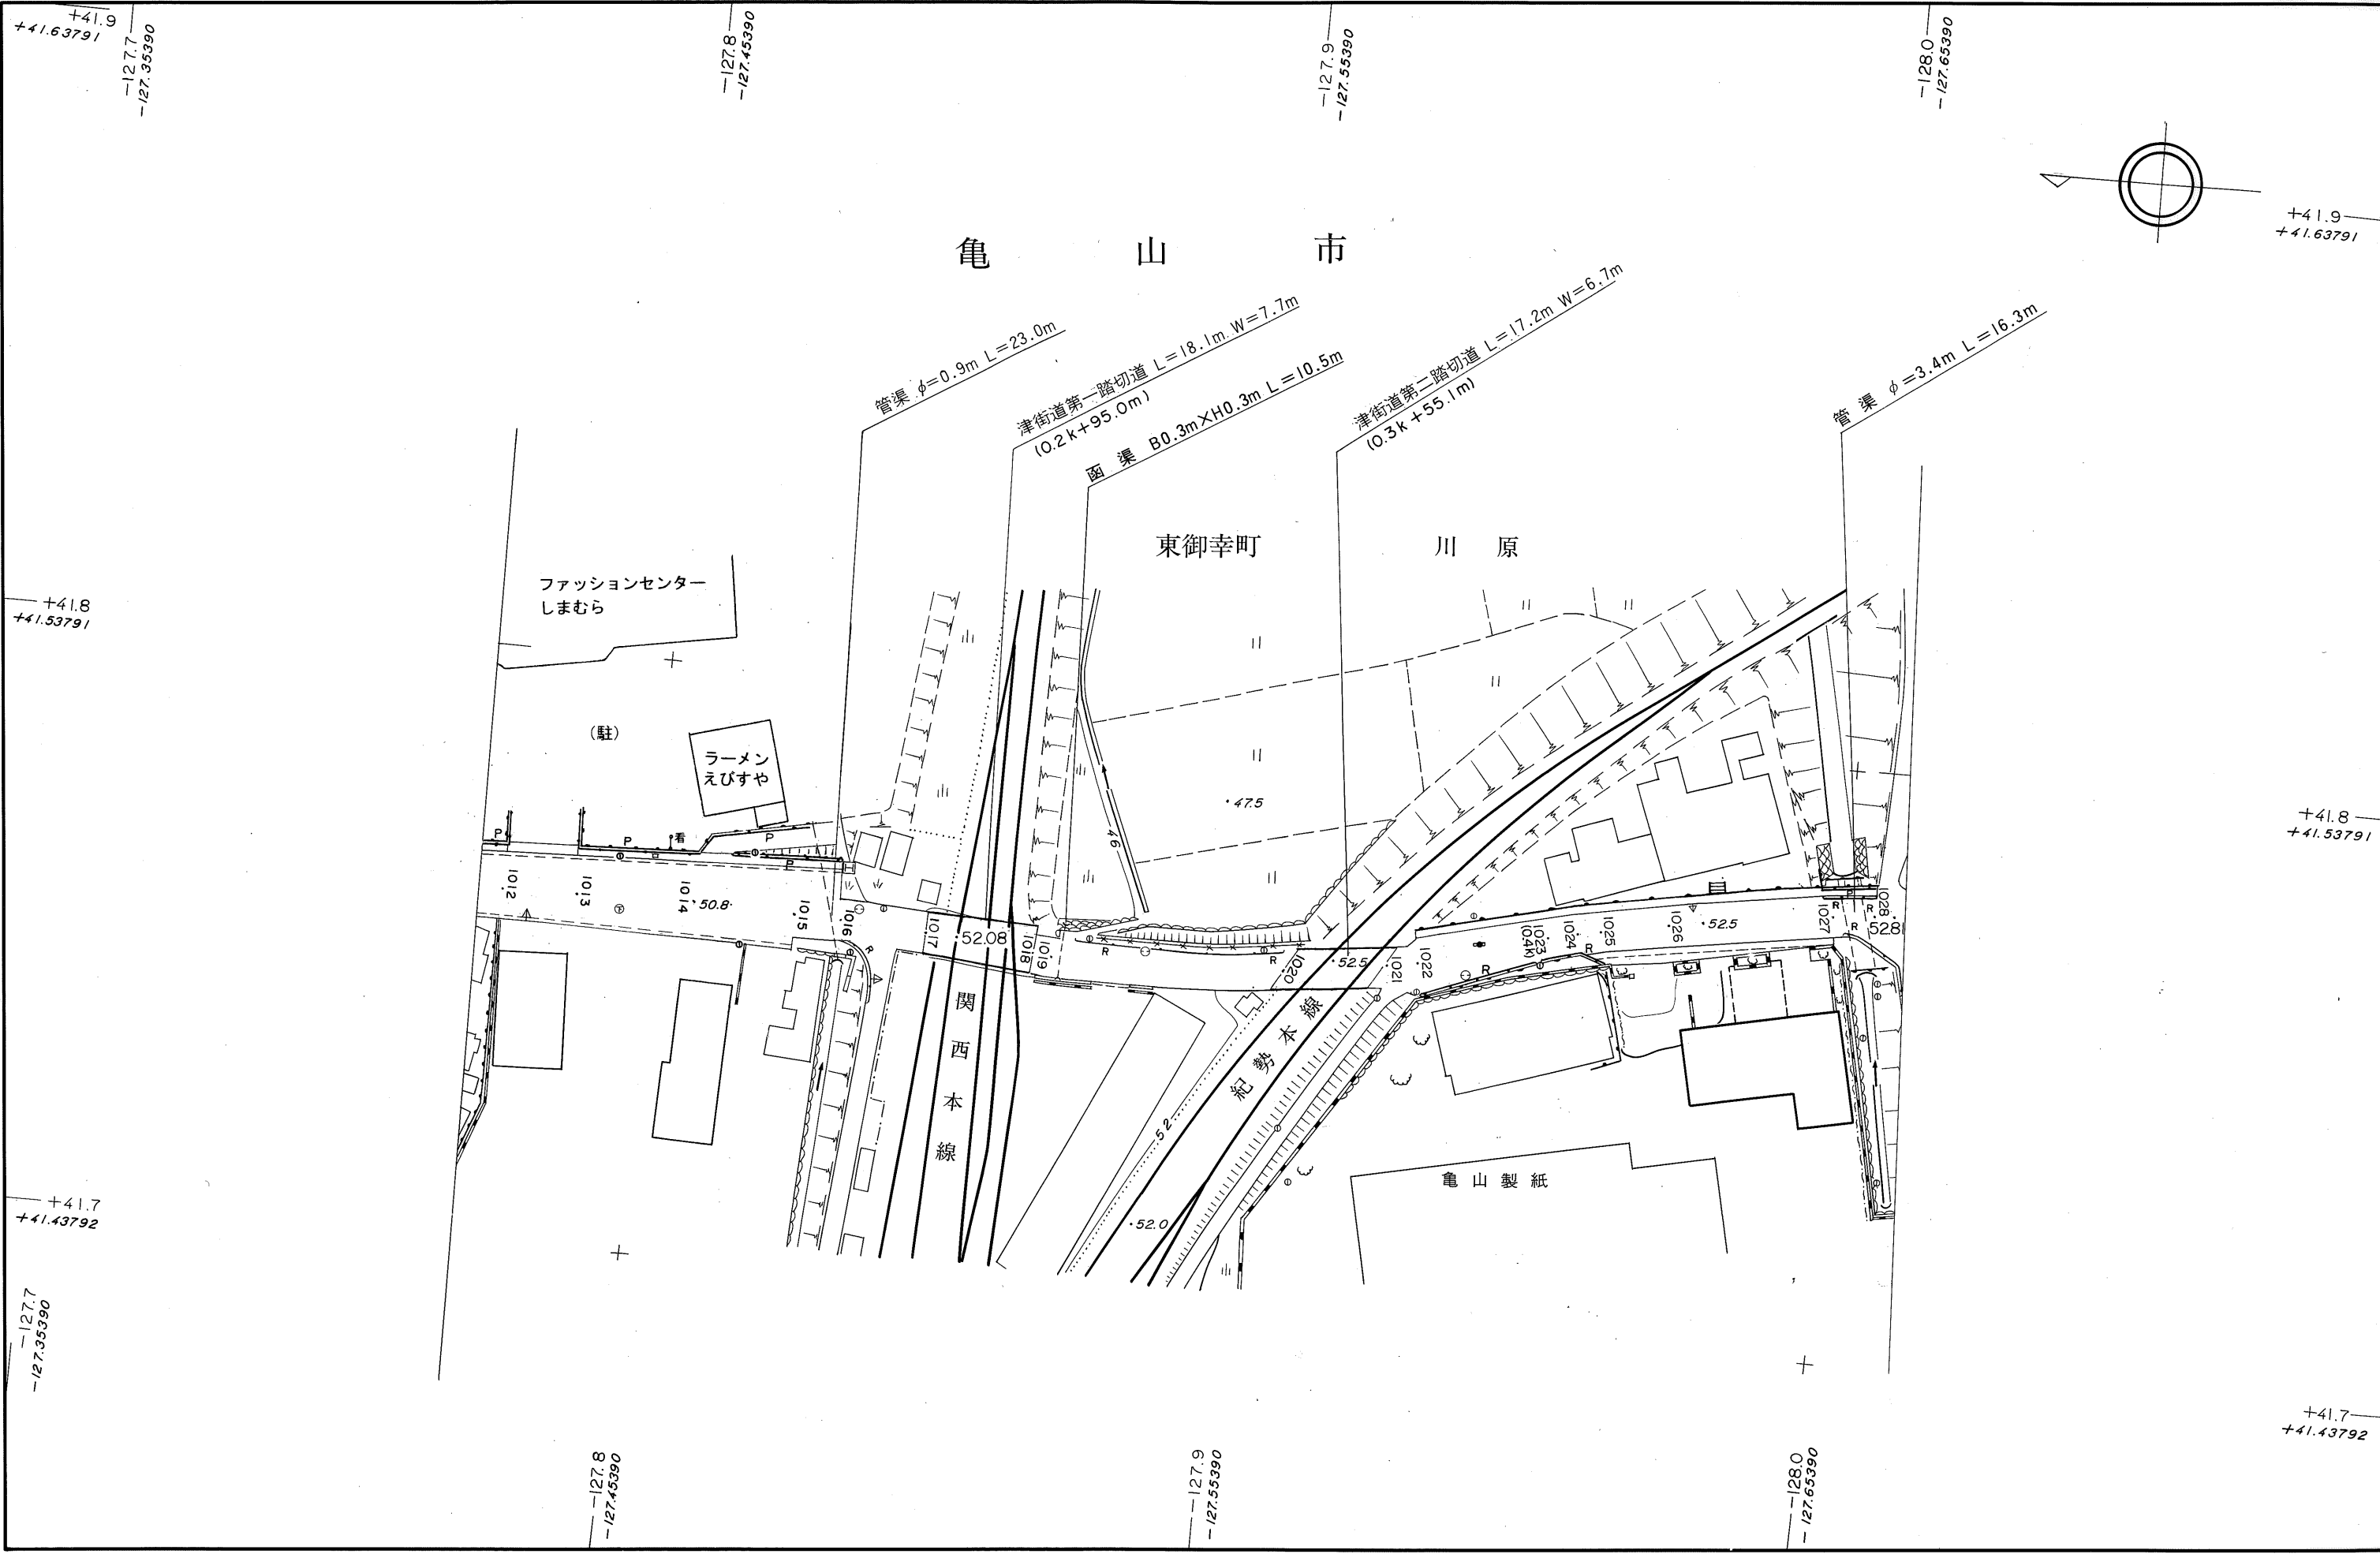 +41.9
+41.63791
-127.7
-127.35390
-127.8
-127.45390
-127.9
-127.55390
-128.0
-127.65390
+41.9
+41.63791
亀山市
管渠 φ=0.9m L=23.0m
津街道第一踏切道 L=18.1m W=7.7m
(0.2k+95.0m)
函渠 B0.3m×H0.3m L=10.5m
津街道第二踏切道 L=17.2m W=6.7m
(0.3k+55.1m)
管渠 φ=3.4m L=16.3m
東御幸町
川原
+41.8
+41.53791
ファッションセンター
しまむら
(駐)
ラーメン
えびすや
47.5
46
+41.8
+41.53791
P
P
看
P
P
1012
1013
1014
50.8
1015
1016
R
1017
52.08
1018
1019
R
R
1020
52.5
1021
1022
R
1023
(0.4k)
1024
R
1025
1026
52.5
1027
P
R
R
R
1028
52.8
関西本線
紀勢本線
52
52.0
亀山製紙
+41.7
+41.43792
-127.7
-127.35390
-127.8
-127.45390
-127.9
-127.55390
-128.0
-127.65390
+41.7
+41.43792